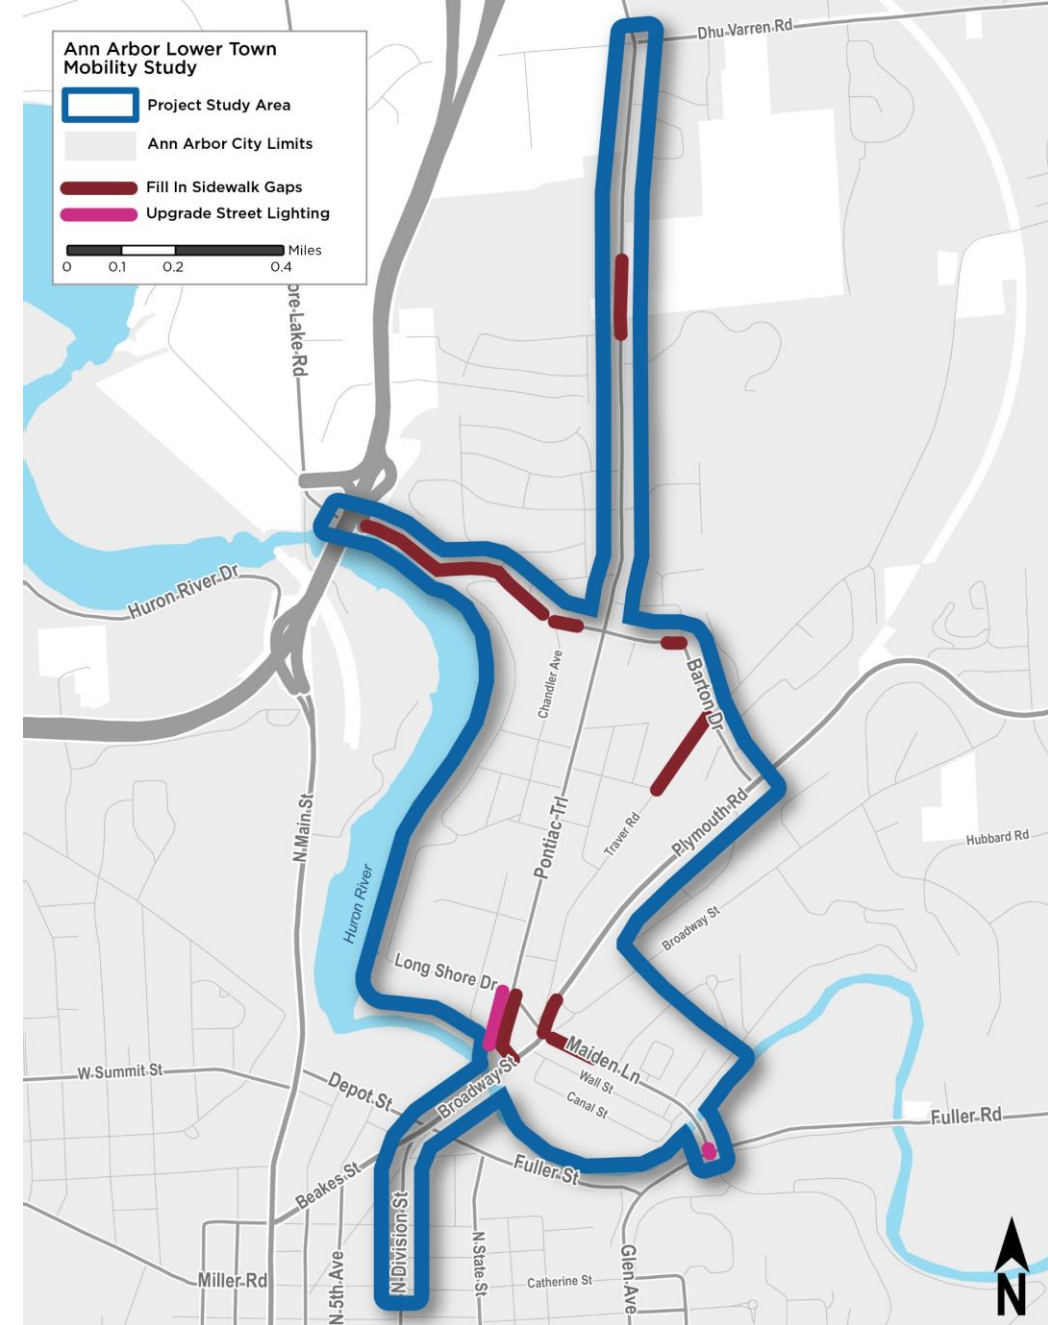 Ann Arbor Lower Town
Mobility Study
Project Study Area
Ann Arbor City Limits
Fill In Sidewalk Gaps
Upgrade Street Lighting
Miles
0 0.1 0.2 0.4
Dhu Varren Rd
ore-Lake-Rd
Huron River Dr
Chandler Ave
Barton Dr
N Main St
Pontiac Trl
Traver Rd
Plymouth Rd
Hubbard Rd
Huron River
Broadway St
Long Shore Dr
Maiden Ln
Wall St
Canal St
W Summit St
Depot St
Broadway St
Fuller Rd
Beakes St
Fuller St
N Division St
N State St
Glen Ave
Miller Rd
N 5th Ave
Catherine St
N